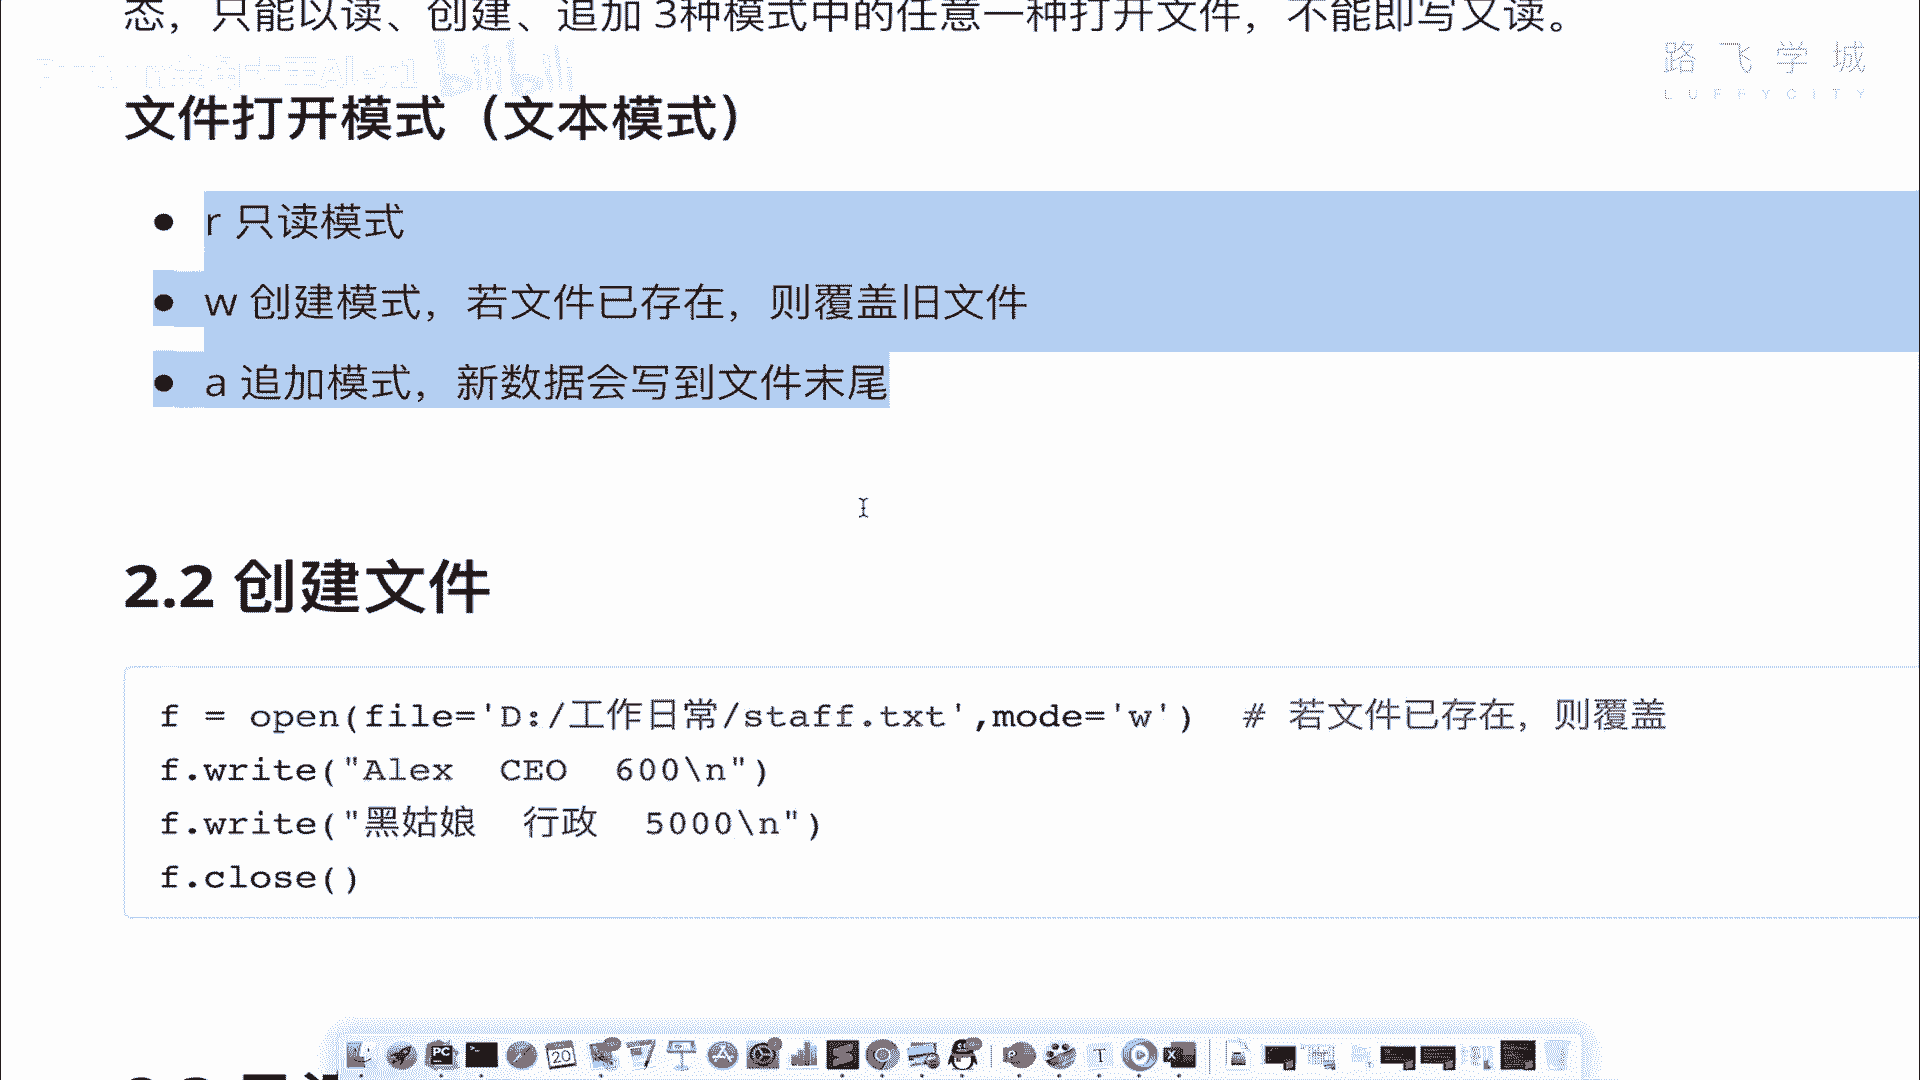 态，只能以读、创建、追加 3种模式中的任意一种打开文件，不能即写又读。
路飞学城
LUFFYCITY
bilibili
文件打开模式（文本模式）
r 只读模式
w 创建模式，若文件已存在，则覆盖旧文件
a 追加模式，新数据会写到文件末尾
2.2 创建文件
f = open(file='D:/工作日常/staff.txt',mode='w')  # 若文件已存在，则覆盖
f.write("Alex  CEO  600\n")
f.write("黑姑娘  行政  5000\n")
f.close()